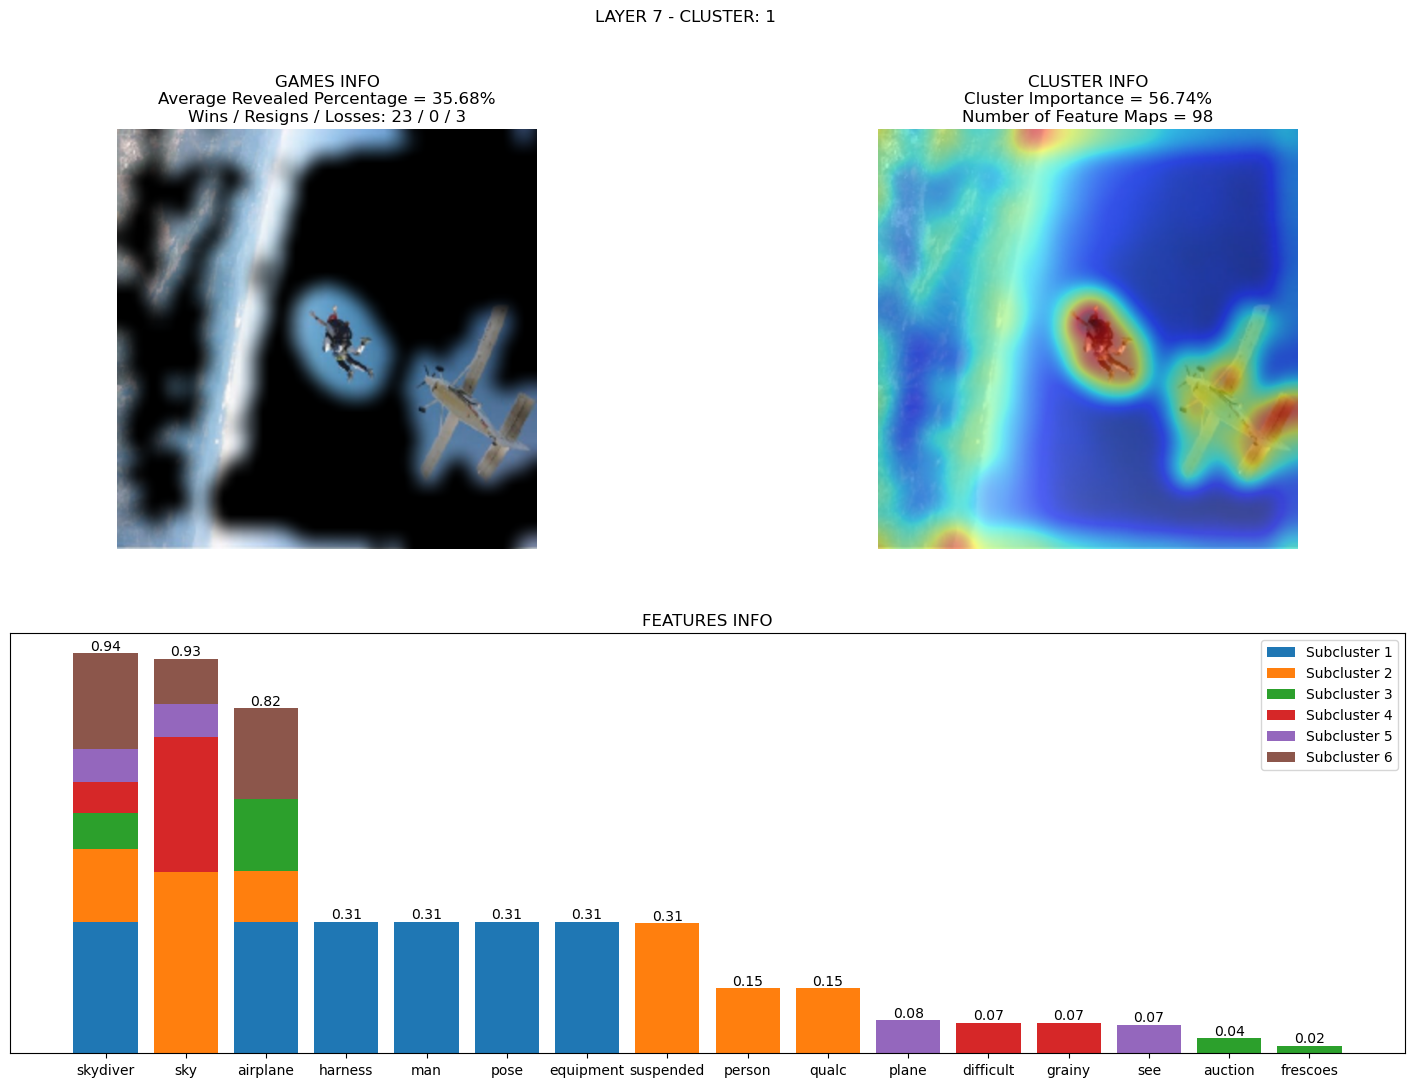 LAYER 7 - CLUSTER: 1
GAMES INFO
Average Revealed Percentage = 35.68%
Wins / Resigns / Losses: 23 / 0 / 3
CLUSTER INFO
Cluster Importance = 56.74%
Number of Feature Maps = 98
FEATURES INFO
0.94
0.93
0.82
0.31
0.31
0.31
0.31
0.31
0.15
0.15
0.08
0.07
0.07
0.07
0.04
0.02
Subcluster 1
Subcluster 2
Subcluster 3
Subcluster 4
Subcluster 5
Subcluster 6
skydiver sky airplane harness man pose equipment suspended person qualc plane difficult grainy see auction frescoes